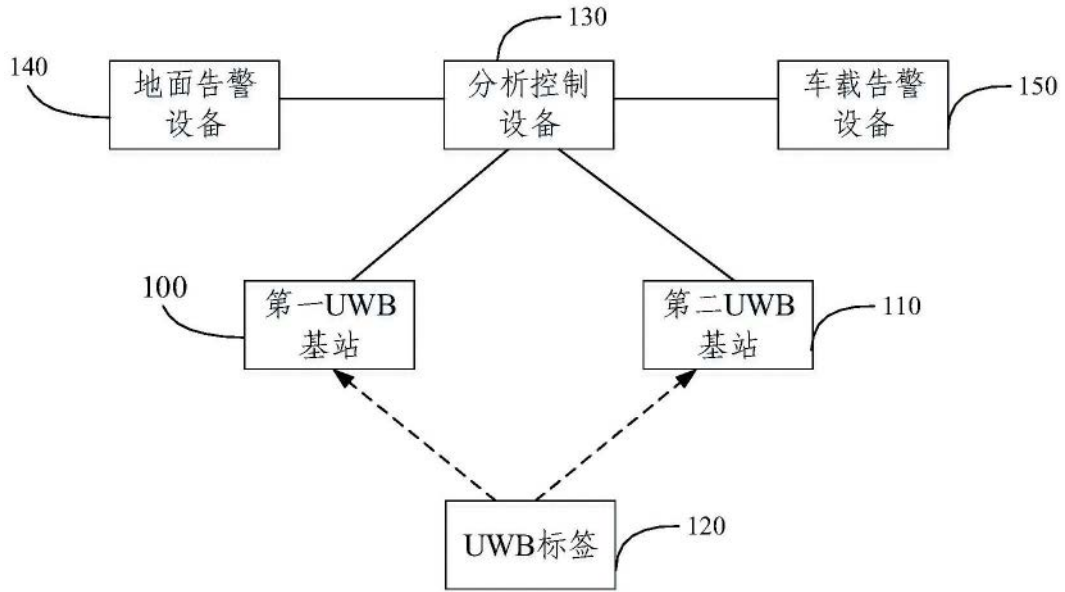 130
140
地面告警
设备
分析控制
设备
车载告警
设备
150
100
第一UWB
基站
第二UWB
基站
110
UWB标签
120